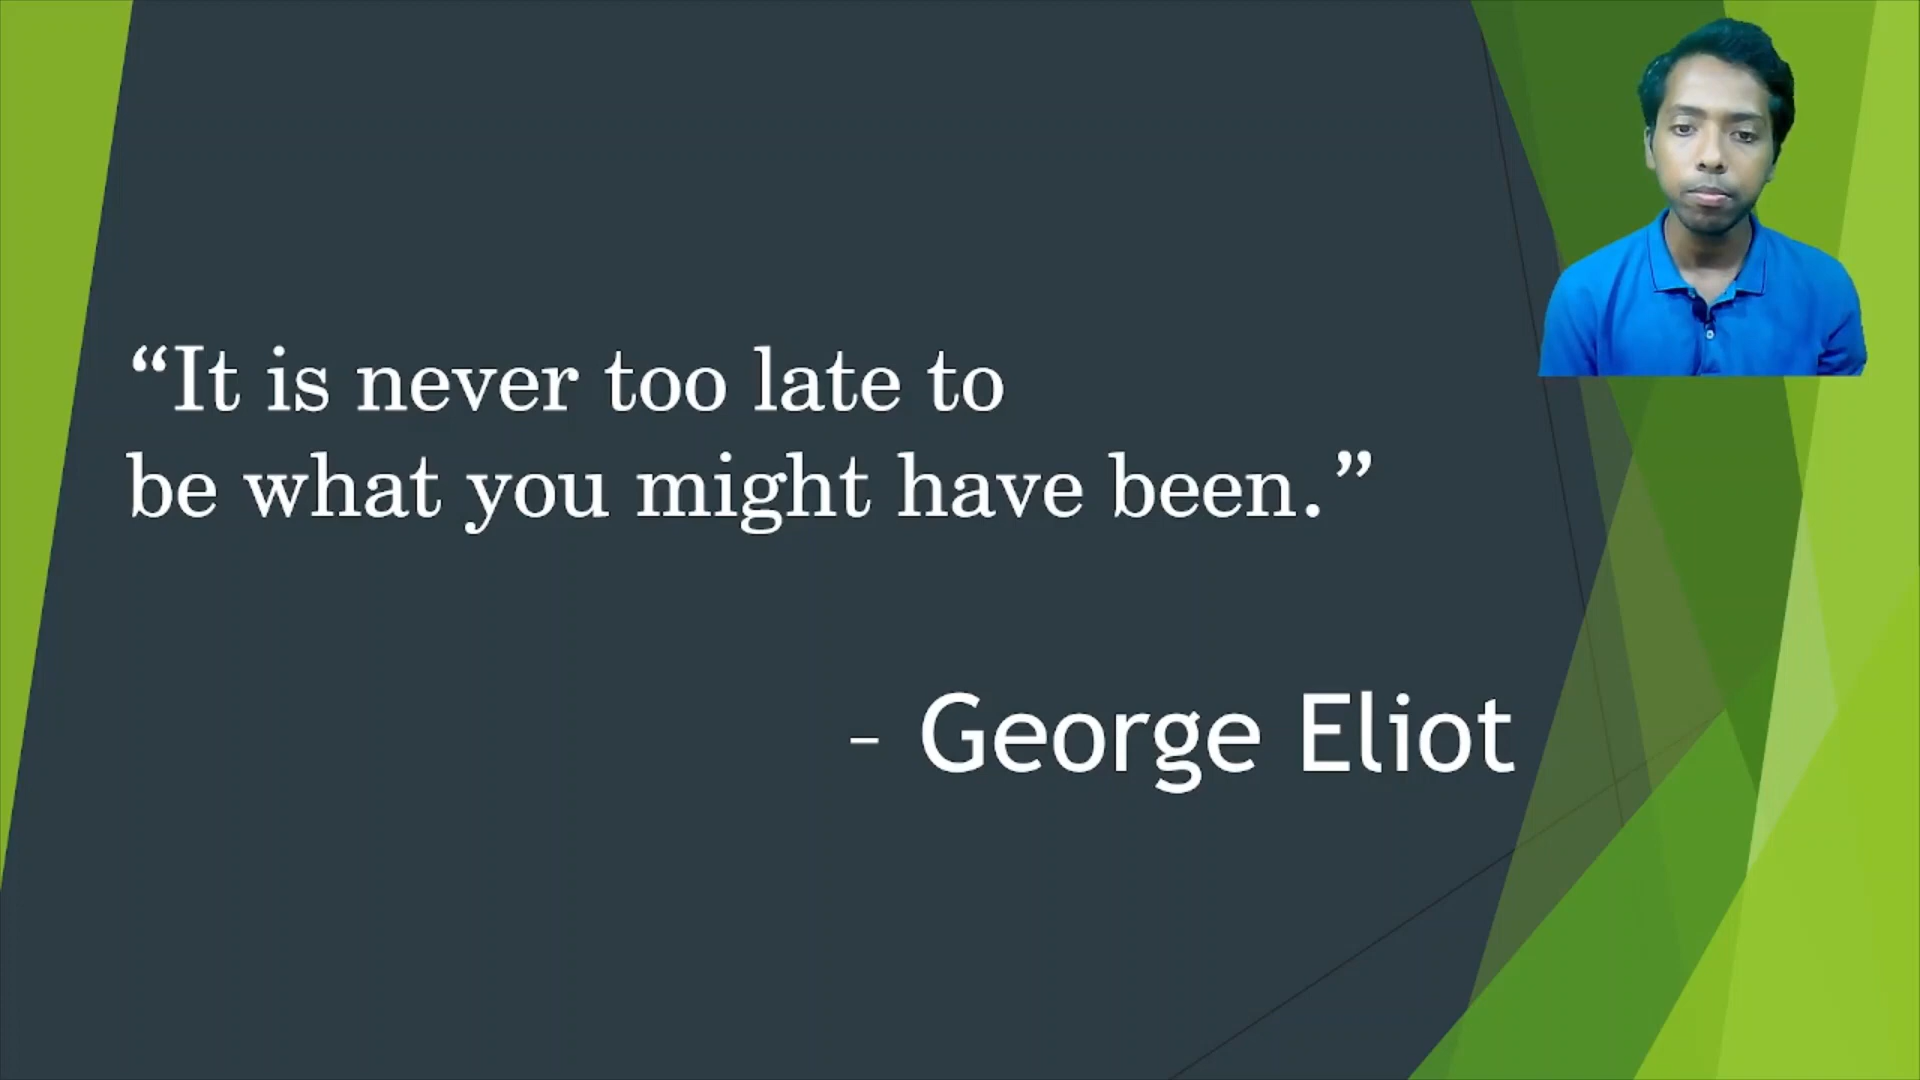 “It is never too late to
be what you might have been.”
- George Eliot